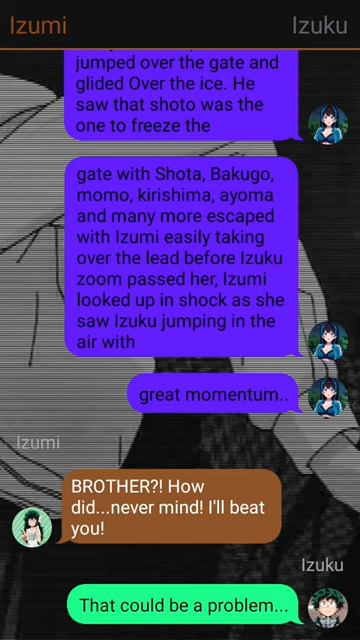 Izumi Izuku
jumped over the gate and
glided Over the ice. He
saw that shoto was the
one to freeze the
gate with Shota, Bakugo,
momo, kirishima, ayoma
and many more escaped
with Izumi easily taking
over the lead before Izuku
zoom passed her, Izumi
looked up in shock as she
saw Izuku jumping in the
air with
great momentum..
Izumi
BROTHER?! How
did...never mind! I'll beat
you!
Izuku
That could be a problem...